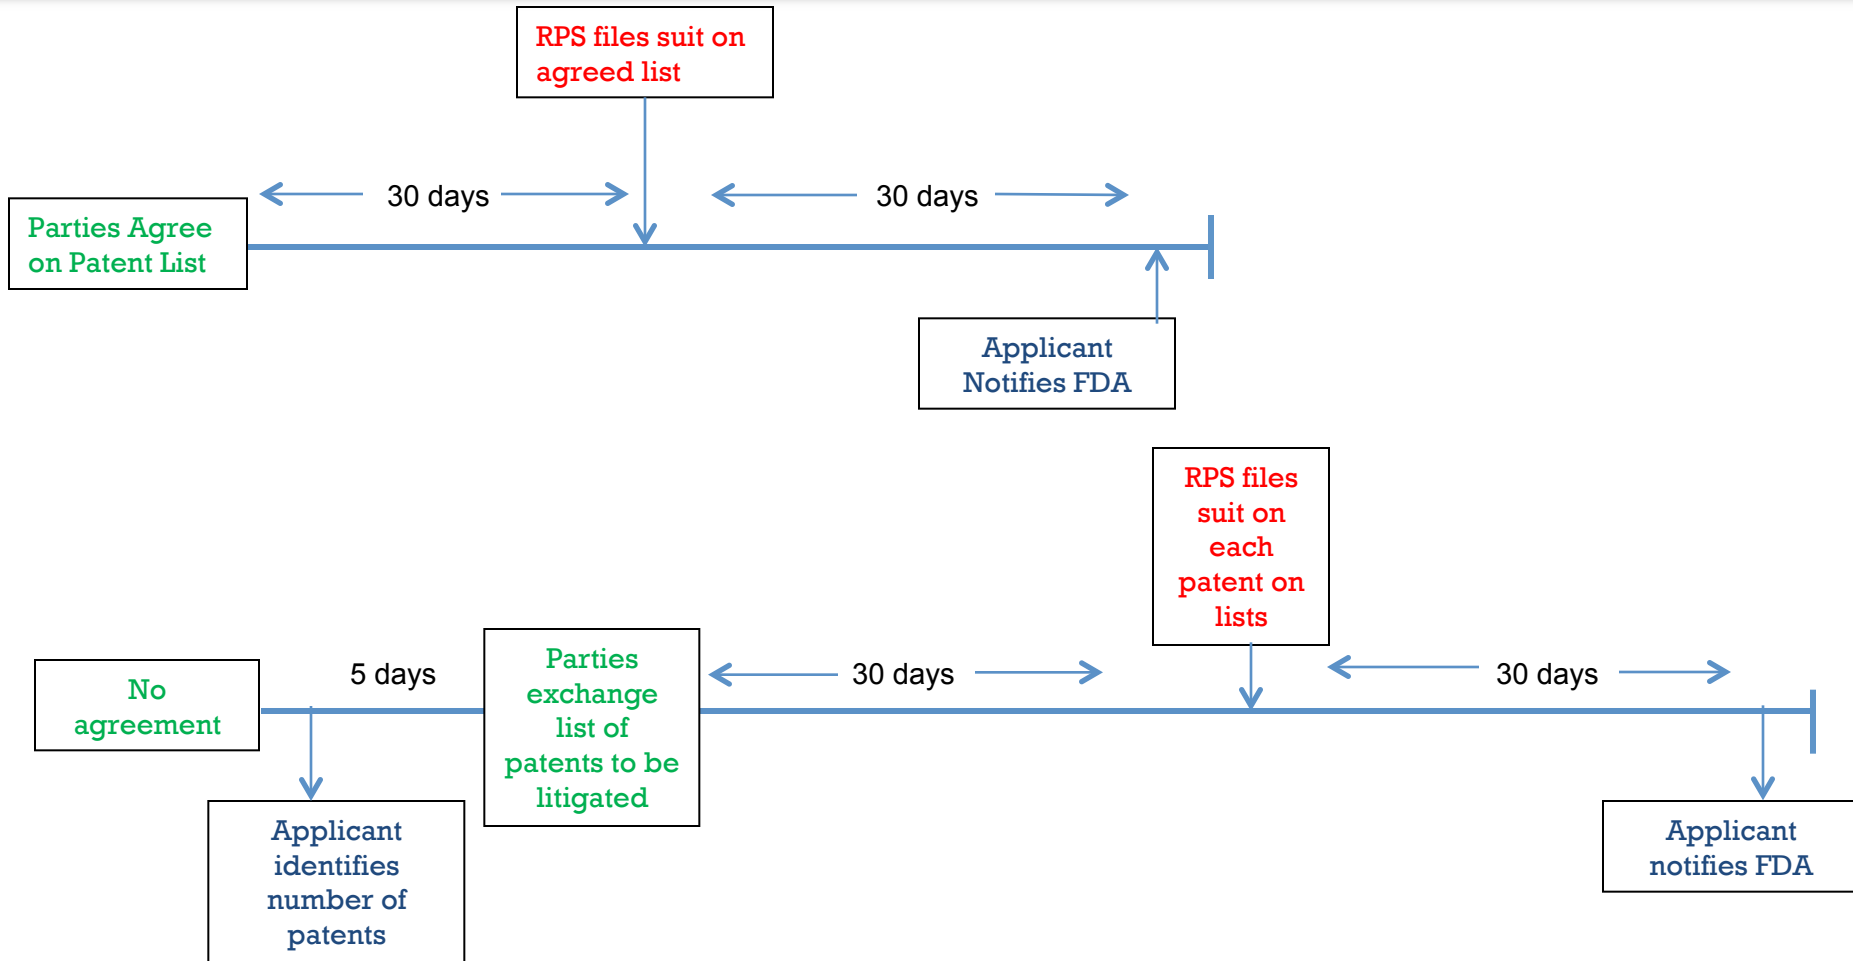 RPS files suit on
agreed list
30 days
30 days
Parties Agree
on Patent List
Applicant
Notifies FDA
RPS files
suit on
each
patent on
lists
No
agreement
5 days
Parties
exchange
list of
patents to be
litigated
30 days
30 days
Applicant
identifies
number of
patents
Applicant
notifies FDA